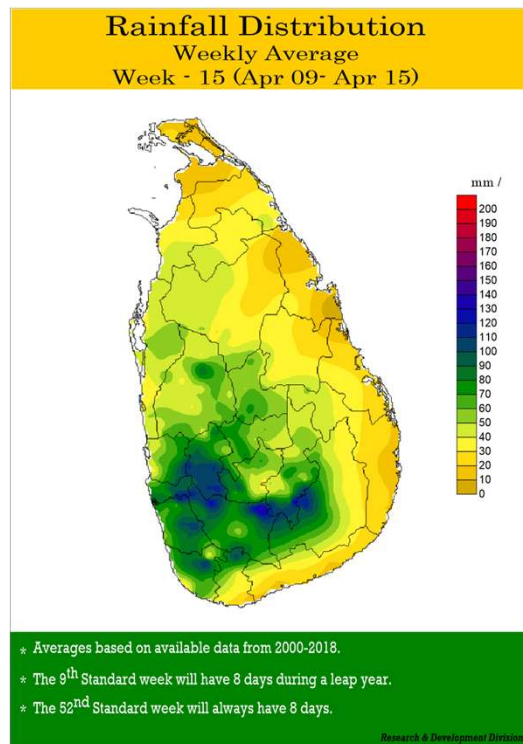 Rainfall Distribution
Weekly Average
Week - 15 (Apr 09- Apr 15)
mm /
200
190
180
170
160
150
140
130
120
110
100
90
80
70
60
50
40
30
20
10
0
* Averages based on available data from 2000-2018.
* The 9th Standard week will have 8 days during a leap year.
* The 52nd Standard week will always have 8 days.
Research & Development Division